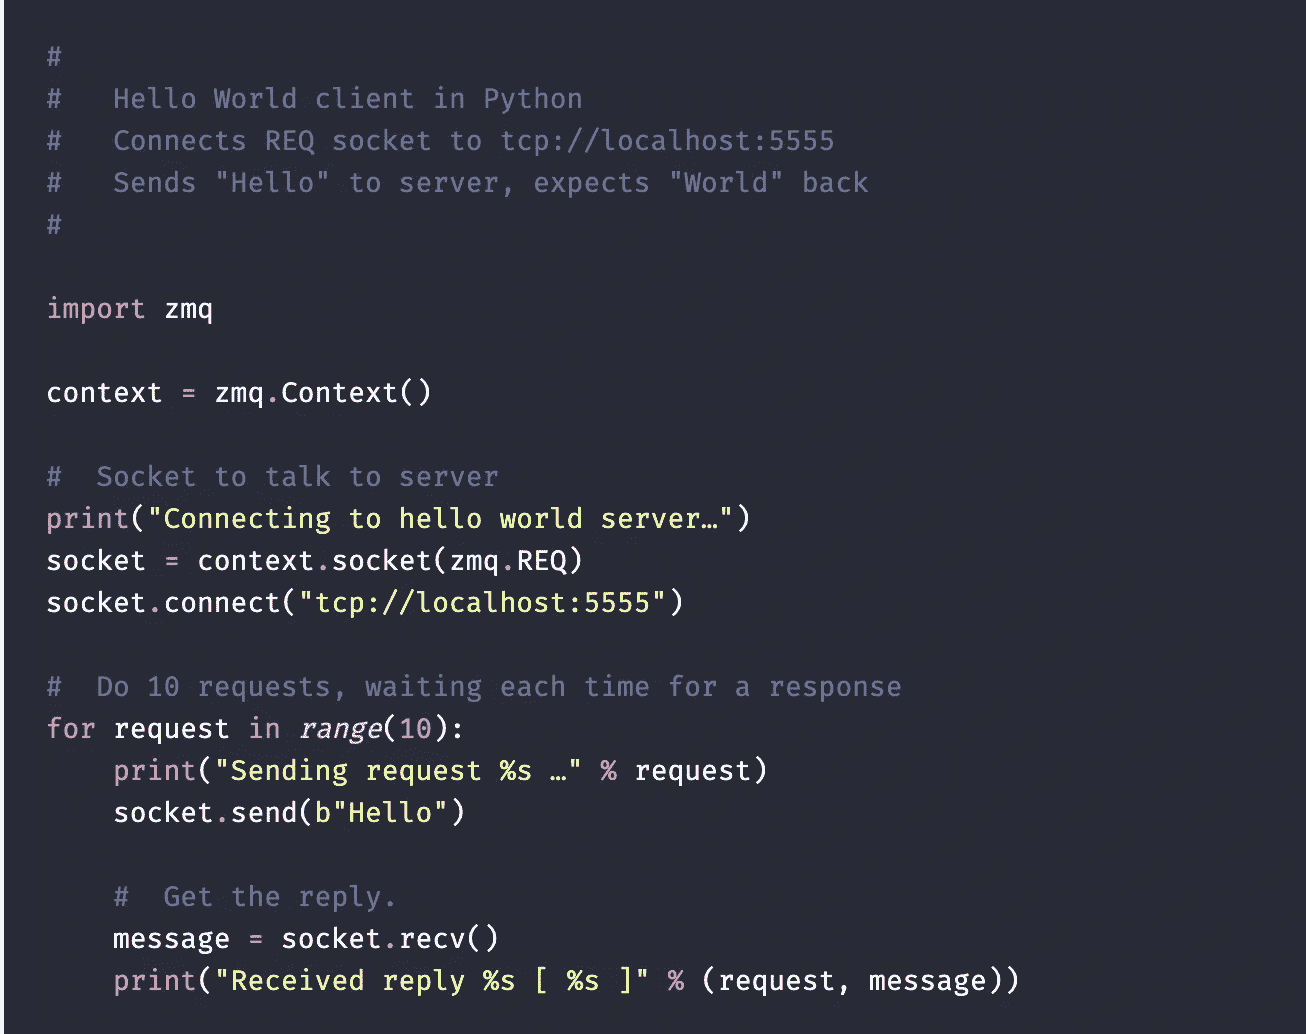 #
#   Hello World client in Python
#   Connects REQ socket to tcp://localhost:5555
#   Sends "Hello" to server, expects "World" back
#

import zmq

context = zmq.Context()

#  Socket to talk to server
print("Connecting to hello world server…")
socket = context.socket(zmq.REQ)
socket.connect("tcp://localhost:5555")

#  Do 10 requests, waiting each time for a response
for request in range(10):
    print("Sending request %s …" % request)
    socket.send(b"Hello")

    #  Get the reply.
    message = socket.recv()
    print("Received reply %s [ %s ]" % (request, message))